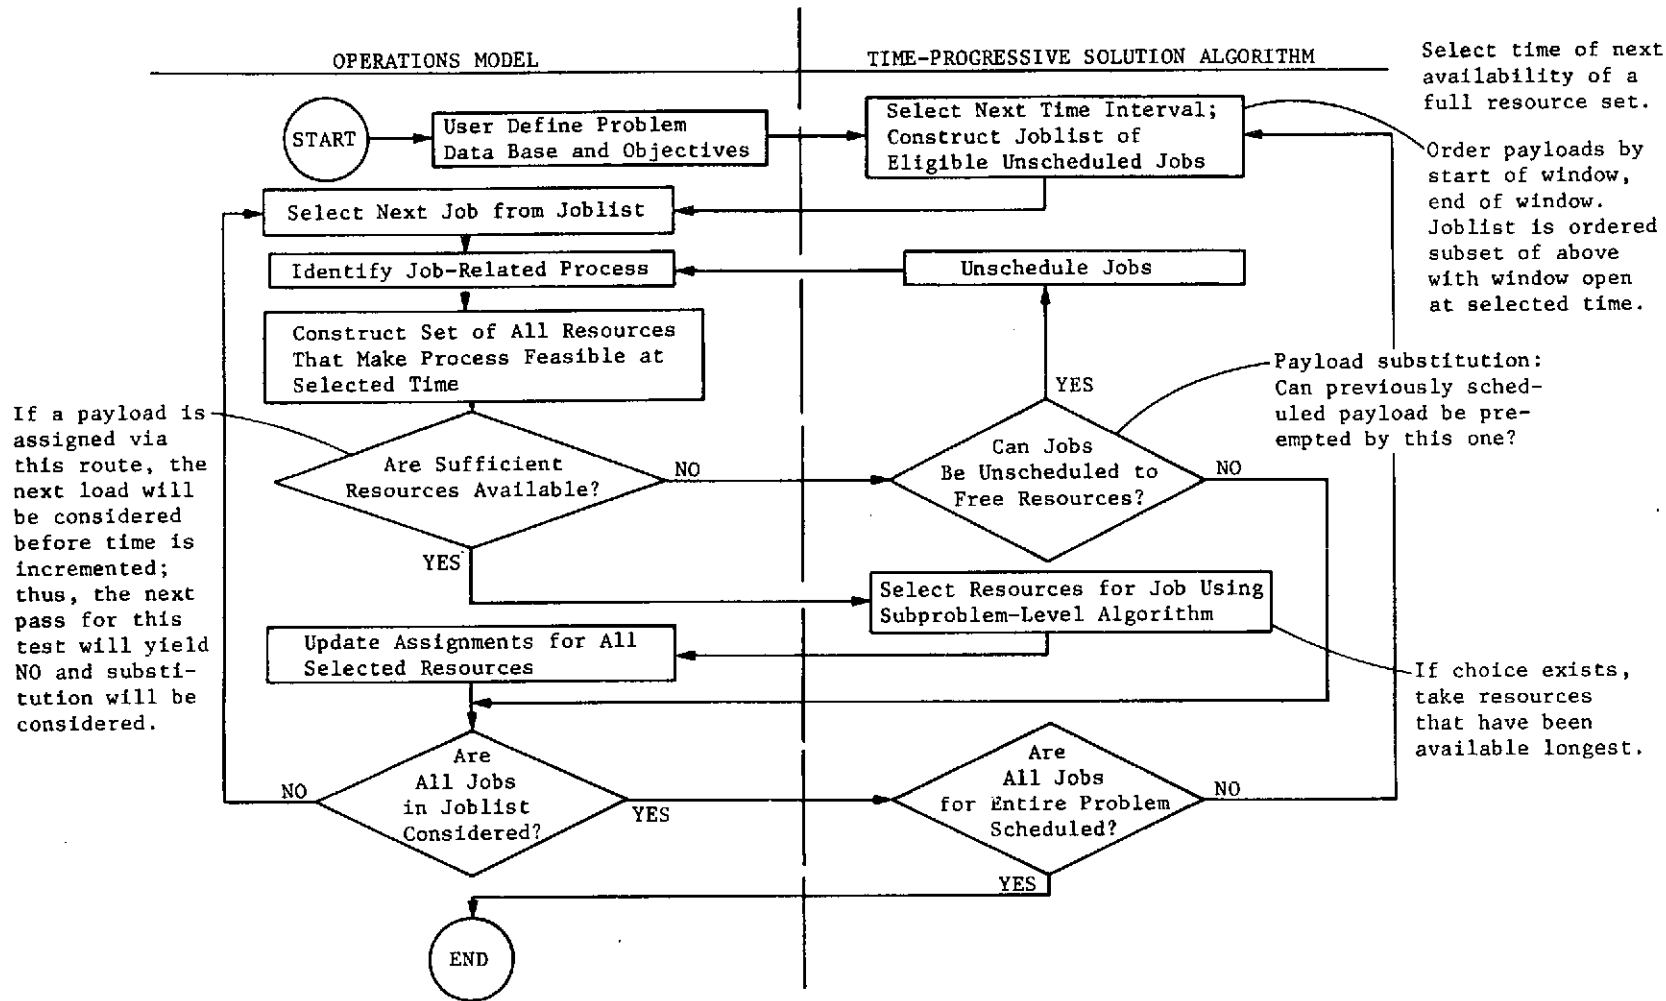 OPERATIONS MODEL
TIME-PROGRESSIVE SOLUTION ALGORITHM
Select time of next
availability of a
full resource set.
START
User Define Problem
Data Base and Objectives
Select Next Time Interval;
Construct Joblist of
Eligible Unscheduled Jobs
Order payloads by
start of window,
end of window.
Joblist is ordered
subset of above
with window open
at selected time.
Select Next Job from Joblist
Identify Job-Related Process
Unschedule Jobs
Construct Set of All Resources
That Make Process Feasible at
Selected Time
YES
Payload substitution:
Can previously sched-
uled payload be pre-
empted by this one?
If a payload is
assigned via
this route, the
next load will
be considered
before time is
incremented;
thus, the next
pass for this
test will yield
NO and substi-
tution will be
considered.
Are Sufficient
Resources Available?
NO
Can Jobs
Be Unscheduled to
Free Resources?
NO
YES
Select Resources for Job Using
Subproblem-Level Algorithm
Update Assignments for All
Selected Resources
If choice exists,
take resources
that have been
available longest.
Are
All Jobs
in Joblist
Considered?
NO
YES
Are
All Jobs
for Entire Problem
Scheduled?
NO
YES
END